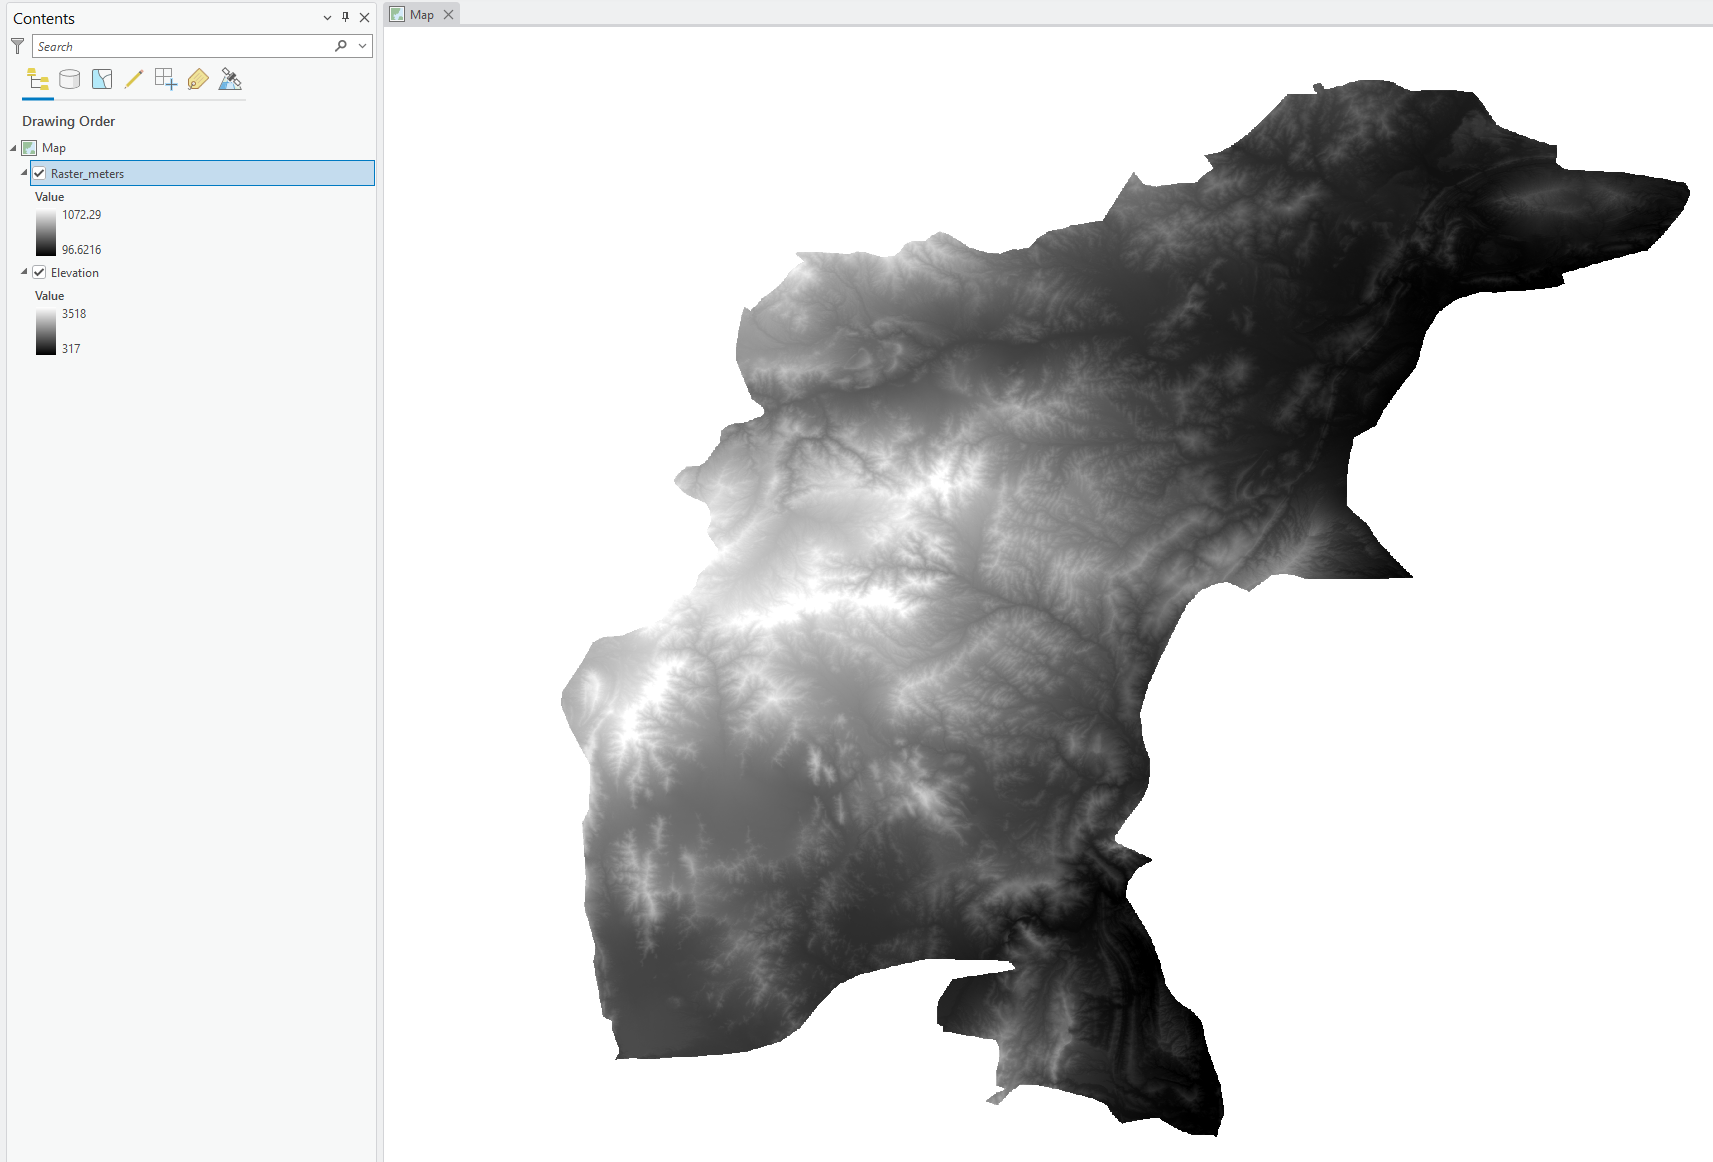 Contents
Search
Drawing Order
Map
Raster_meters
Value
1072.29
96.6216
Elevation
Value
3518
317
Map